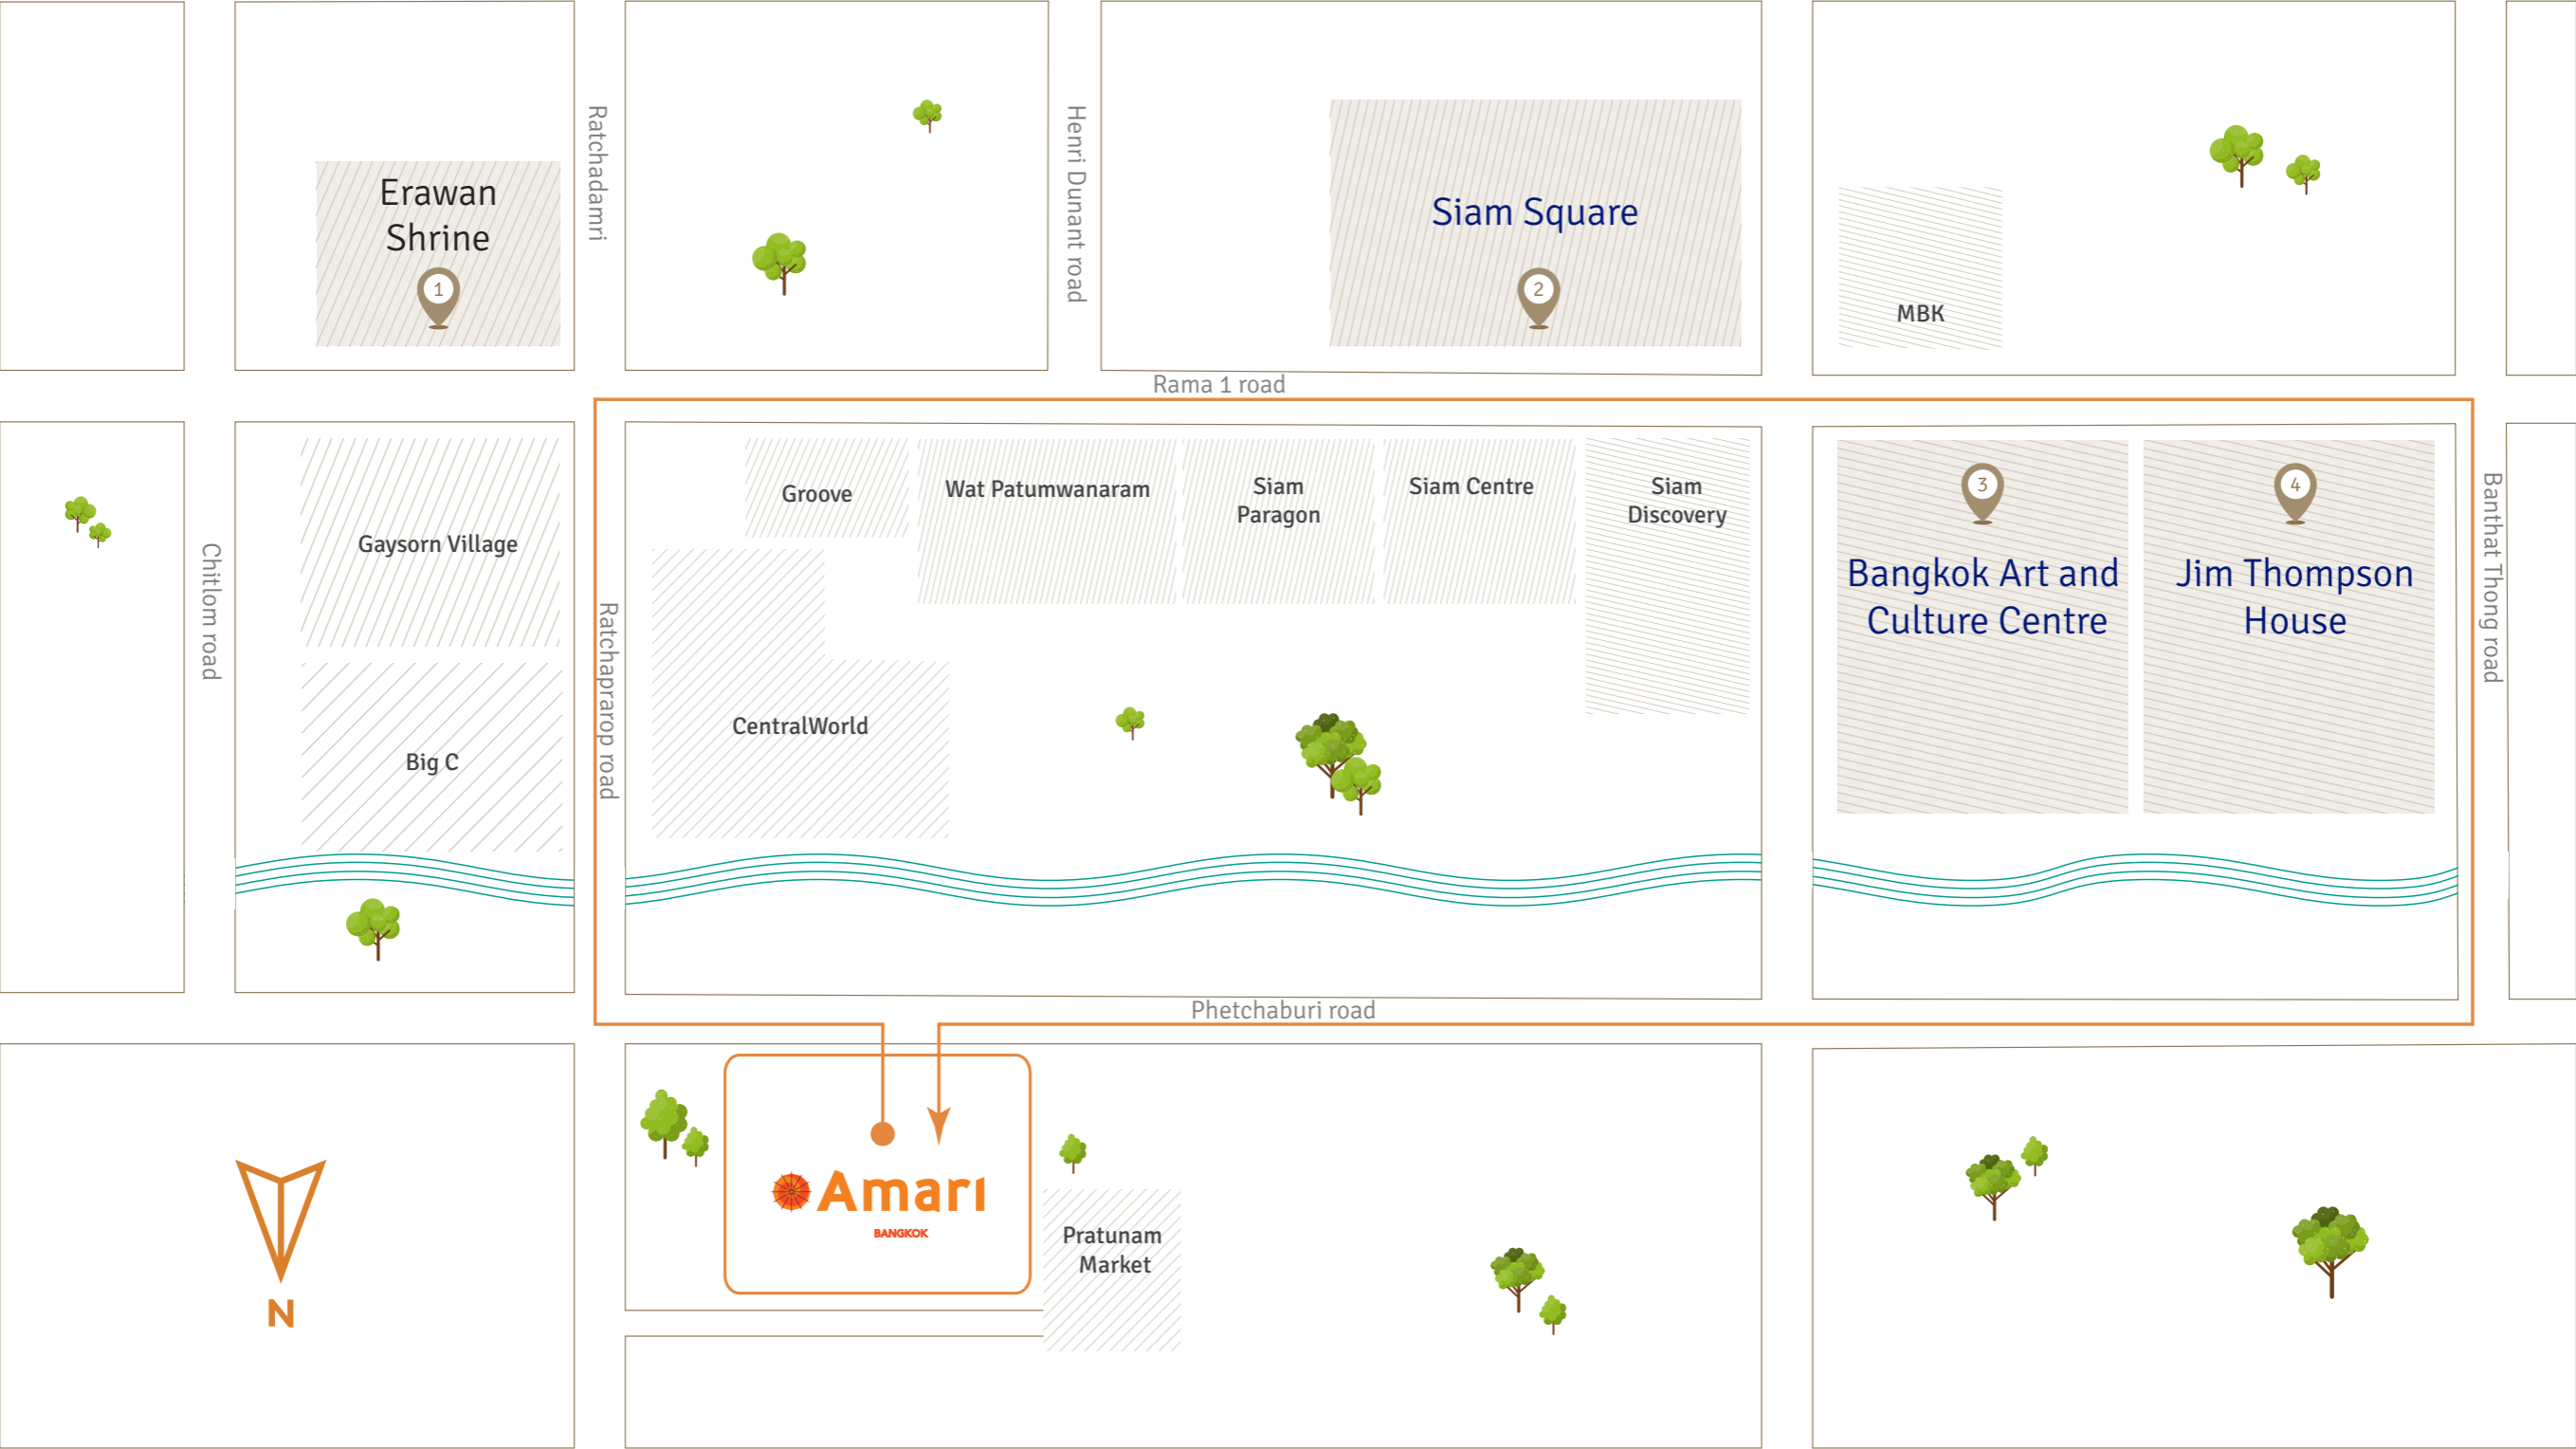 Erawan
Shrine
1
Ratchadamri
Henri Dunant road
Siam Square
2
MBK
Rama 1 road
Chitlom road
Gaysorn Village
Big C
Ratchaprarop road
Groove
Wat Patumwanaram
Siam
Paragon
Siam Centre
Siam
Discovery
CentralWorld
3
Bangkok Art and
Culture Centre
4
Jim Thompson
House
Banthat Thong road
Phetchaburi road
Amari
BANGKOK
Pratunam
Market
N